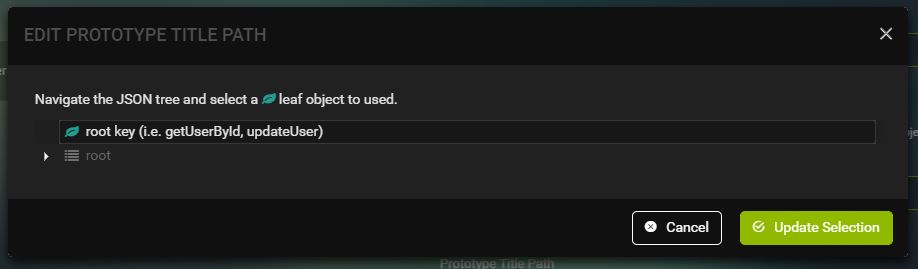 EDIT PROTOTYPE TITLE PATH
Navigate the JSON tree and select a leaf object to used.
root key (i.e. getUserById, updateUser)
root
Cancel
Update Selection
Prototype Title Path